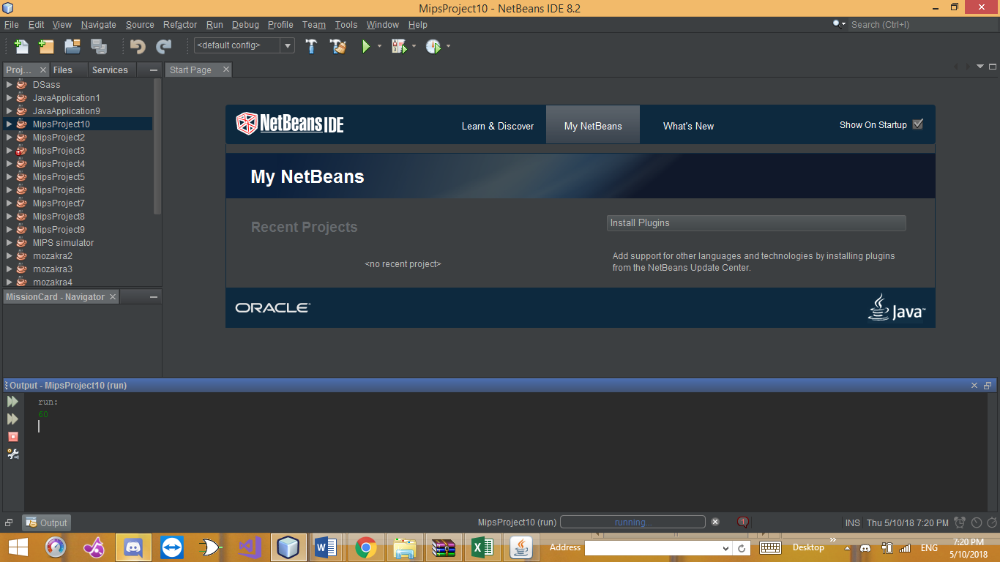 MipsProject10 - NetBeans IDE 8.2
File Edit View Navigate Source Refactor Run Debug Profile Team Tools Window Help
Search (Ctrl+I)
<default config>
Proj... Files Services
Start Page
DSass
JavaApplication1
JavaApplication9
MipsProject10
MipsProject2
MipsProject3
MipsProject4
MipsProject5
MipsProject6
MipsProject7
MipsProject8
MipsProject9
MIPS simulator
mozakra2
mozakra3
mozakra4
MissionCard - Navigator
NetBeans IDE
Learn & Discover
My NetBeans
What's New
Show On Startup
My NetBeans
Recent Projects
<no recent project>
Install Plugins
Add support for other languages and technologies by installing plugins
from the NetBeans Update Center.
ORACLE
Java
Output - MipsProject10 (run)
run:
60
Output
MipsProject10 (run)
running...
1
INS
Thu 5/10/18 7:20 PM
Address
Desktop
ENG
7:20 PM
5/10/2018